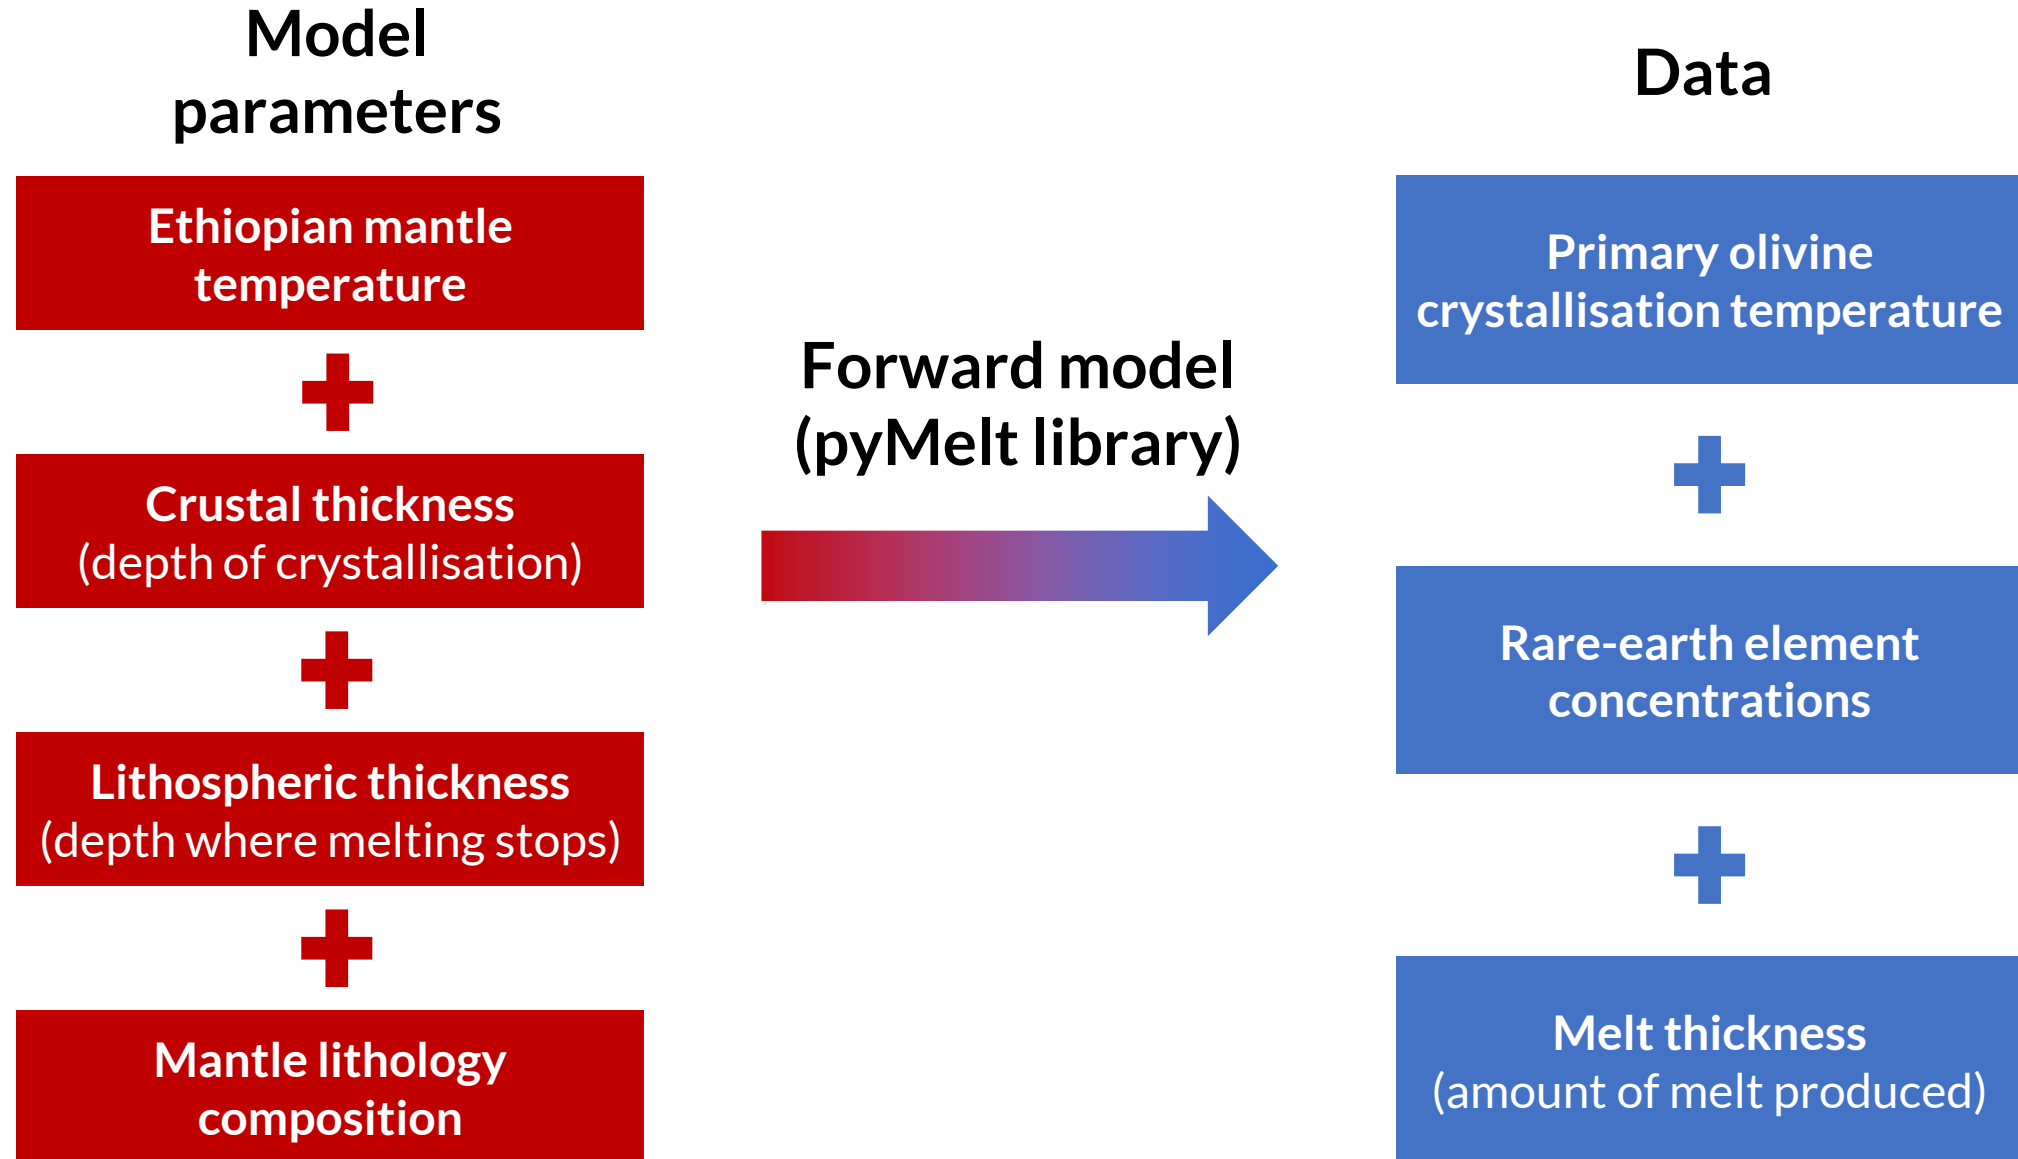 Model
parameters
Ethiopian mantle
temperature
Crustal thickness
(depth of crystallisation)
Lithospheric thickness
(depth where melting stops)
Mantle lithology
composition
Forward model
(pyMelt library)
Data
Primary olivine
crystallisation temperature
Rare-earth element
concentrations
Melt thickness
(amount of melt produced)